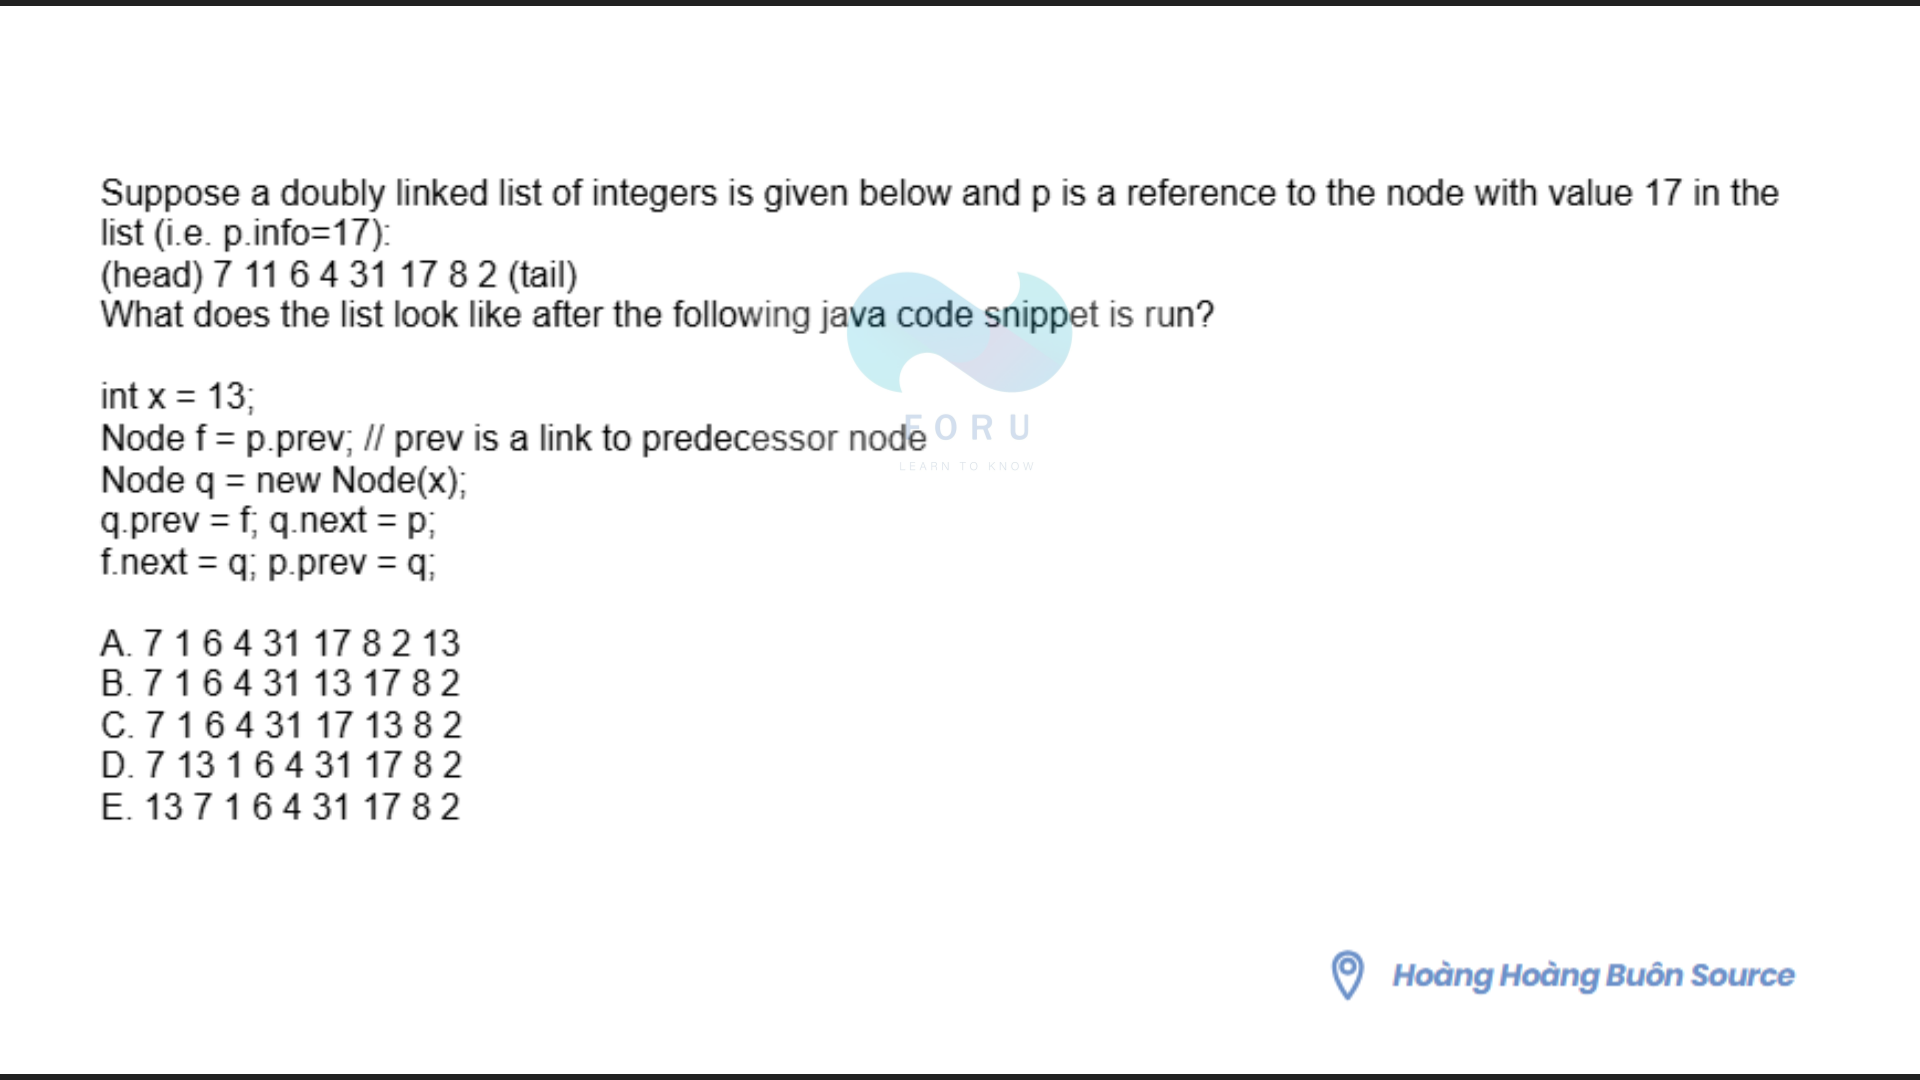 Suppose a doubly linked list of integers is given below and p is a reference to the node with value 17 in the
list (i.e. p.info=17):
(head) 7 11 6 4 31 17 8 2 (tail)
What does the list look like after the following java code snippet is run?
int x = 13;
Node f = p.prev; // prev is a link to predecessor node
Node q = new Node(x);
q.prev = f; q.next = p;
f.next = q; p.prev = q;
FORU
LEARN TO KNOW
A. 7 1 6 4 31 17 8 2 13
B. 7 1 6 4 31 13 17 8 2
C. 7 1 6 4 31 17 13 8 2
D. 7 13 1 6 4 31 17 8 2
E. 13 7 1 6 4 31 17 8 2
Hoàng Hoàng Buôn Source